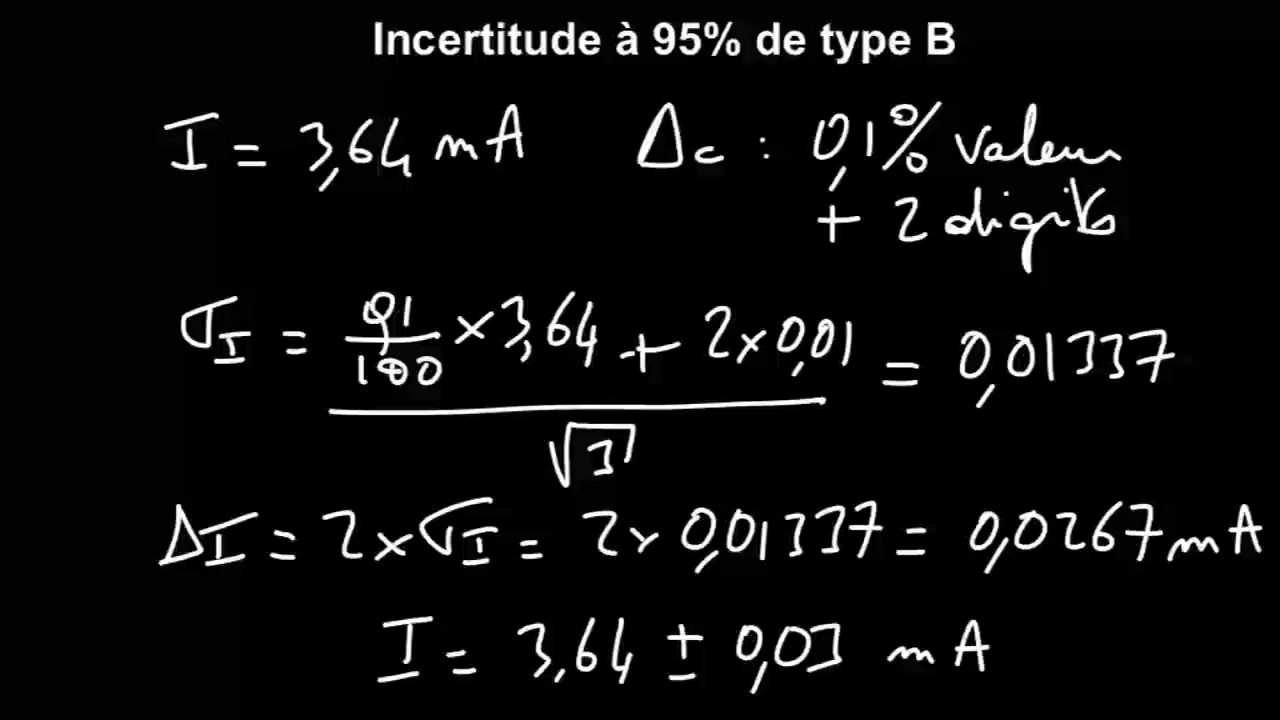 Incertitude à 95% de type B
I = 3,64 mA Δc : 0,1% valeur
+ 2 digits
σI = 0,1/100 × 3,64 + 2 × 0,01 = 0,01337
√3
ΔI = 2 × σI = 2 × 0,01337 = 0,0267 mA
I = 3,64 ± 0,03 mA